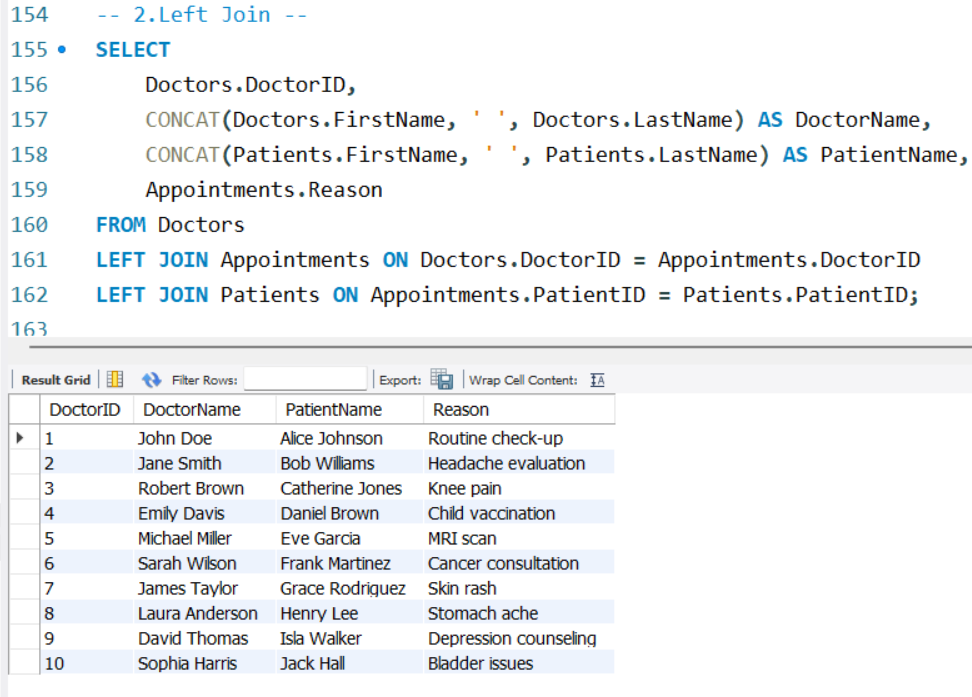 154 -- 2.Left Join --
155 SELECT
156 Doctors.DoctorID,
157 CONCAT(Doctors.FirstName, ' ', Doctors.LastName) AS DoctorName,
158 CONCAT(Patients.FirstName, ' ', Patients.LastName) AS PatientName,
159 Appointments.Reason
160 FROM Doctors
161 LEFT JOIN Appointments ON Doctors.DoctorID = Appointments.DoctorID
162 LEFT JOIN Patients ON Appointments.PatientID = Patients.PatientID;
163
Result Grid Filter Rows: Export: Wrap Cell Content: IA
DoctorID DoctorName PatientName Reason
1 John Doe Alice Johnson Routine check-up
2 Jane Smith Bob Williams Headache evaluation
3 Robert Brown Catherine Jones Knee pain
4 Emily Davis Daniel Brown Child vaccination
5 Michael Miller Eve Garcia MRI scan
6 Sarah Wilson Frank Martinez Cancer consultation
7 James Taylor Grace Rodriguez Skin rash
8 Laura Anderson Henry Lee Stomach ache
9 David Thomas Isla Walker Depression counseling
10 Sophia Harris Jack Hall Bladder issues